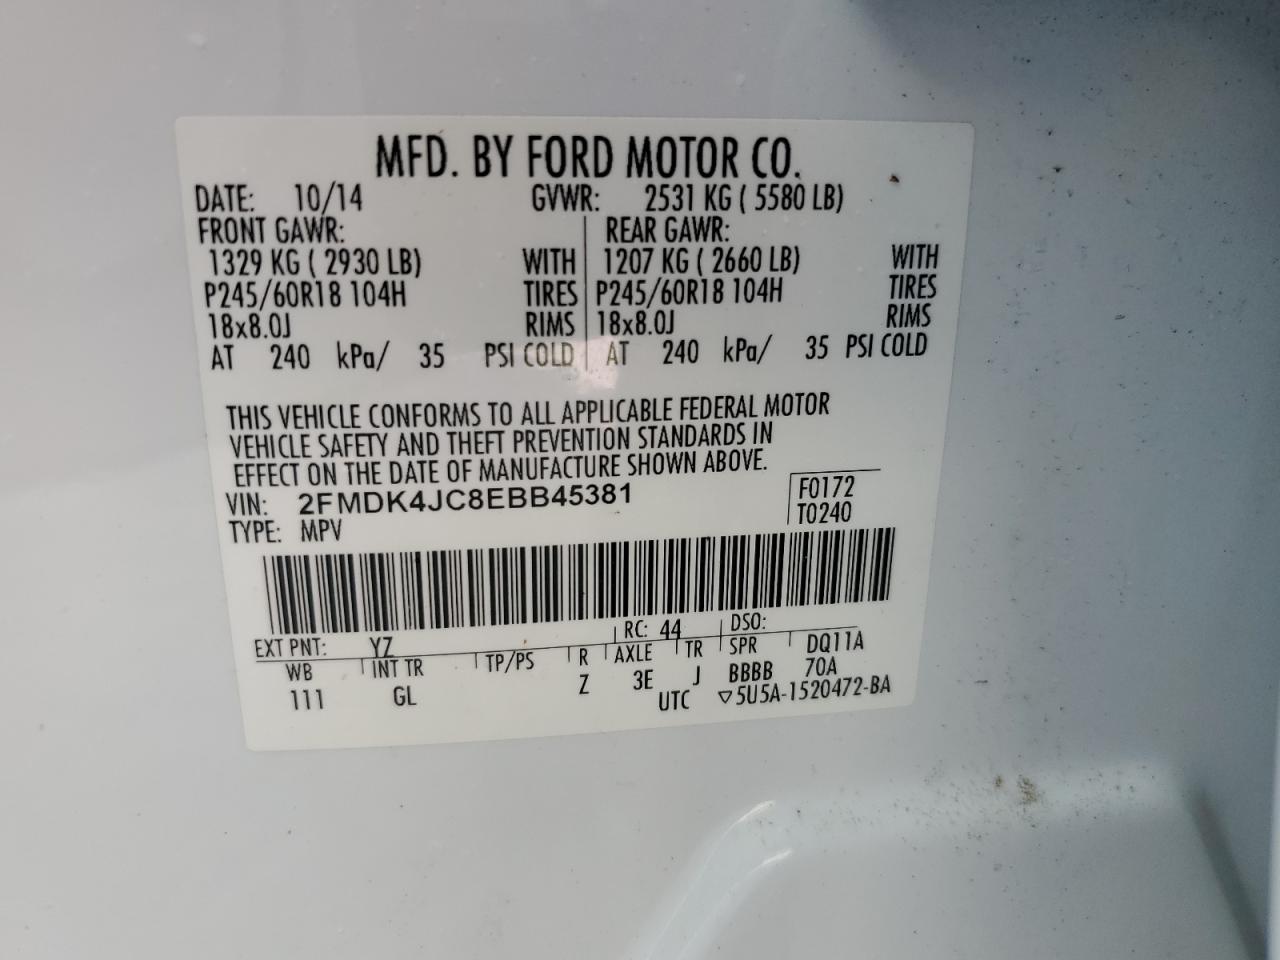 MFD. BY FORD MOTOR CO.
DATE: 10/14 GVWR: 2531 KG ( 5580 LB)
FRONT GAWR: REAR GAWR:
1329 KG ( 2930 LB) WITH 1207 KG ( 2660 LB) WITH
P245/60R18 104H TIRES P245/60R18 104H TIRES
18x8.0J RIMS 18x8.0J RIMS
AT 240 kPa/ 35 PSI COLD AT 240 kPa/ 35 PSI COLD
THIS VEHICLE CONFORMS TO ALL APPLICABLE FEDERAL MOTOR
VEHICLE SAFETY AND THEFT PREVENTION STANDARDS IN
EFFECT ON THE DATE OF MANUFACTURE SHOWN ABOVE.
VIN: 2FMDK4JC8EBB45381 F0172
TYPE: MPV T0240
EXT PNT: YZ RC: 44 DSO:
WB INT TR TP/PS R AXLE TR SPR DQ11A
111 GL Z 3E J BBBB 70A
UTC ▽5U5A-1520472-BA